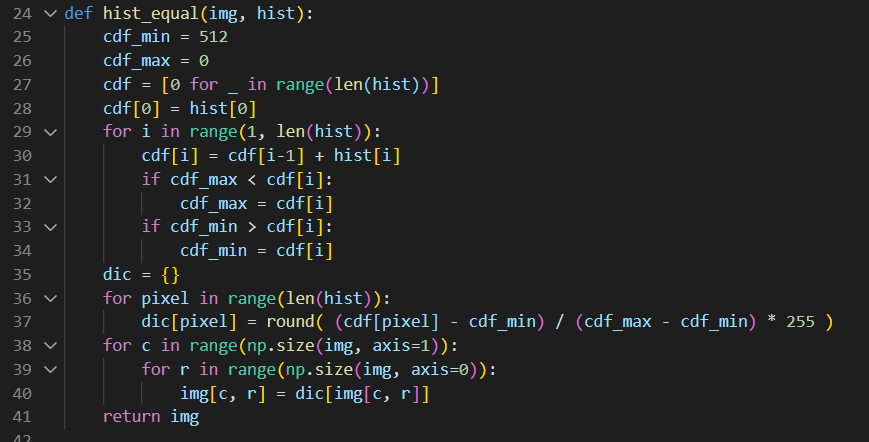 24 def hist_equal(img, hist):
25     cdf_min = 512
26     cdf_max = 0
27     cdf = [0 for _ in range(len(hist))]
28     cdf[0] = hist[0]
29     for i in range(1, len(hist)):
30         cdf[i] = cdf[i-1] + hist[i]
31         if cdf_max < cdf[i]:
32             cdf_max = cdf[i]
33         if cdf_min > cdf[i]:
34             cdf_min = cdf[i]
35     dic = {}
36     for pixel in range(len(hist)):
37         dic[pixel] = round( (cdf[pixel] - cdf_min) / (cdf_max - cdf_min) * 255 )
38     for c in range(np.size(img, axis=1)):
39         for r in range(np.size(img, axis=0)):
40             img[c, r] = dic[img[c, r]]
41     return img
42